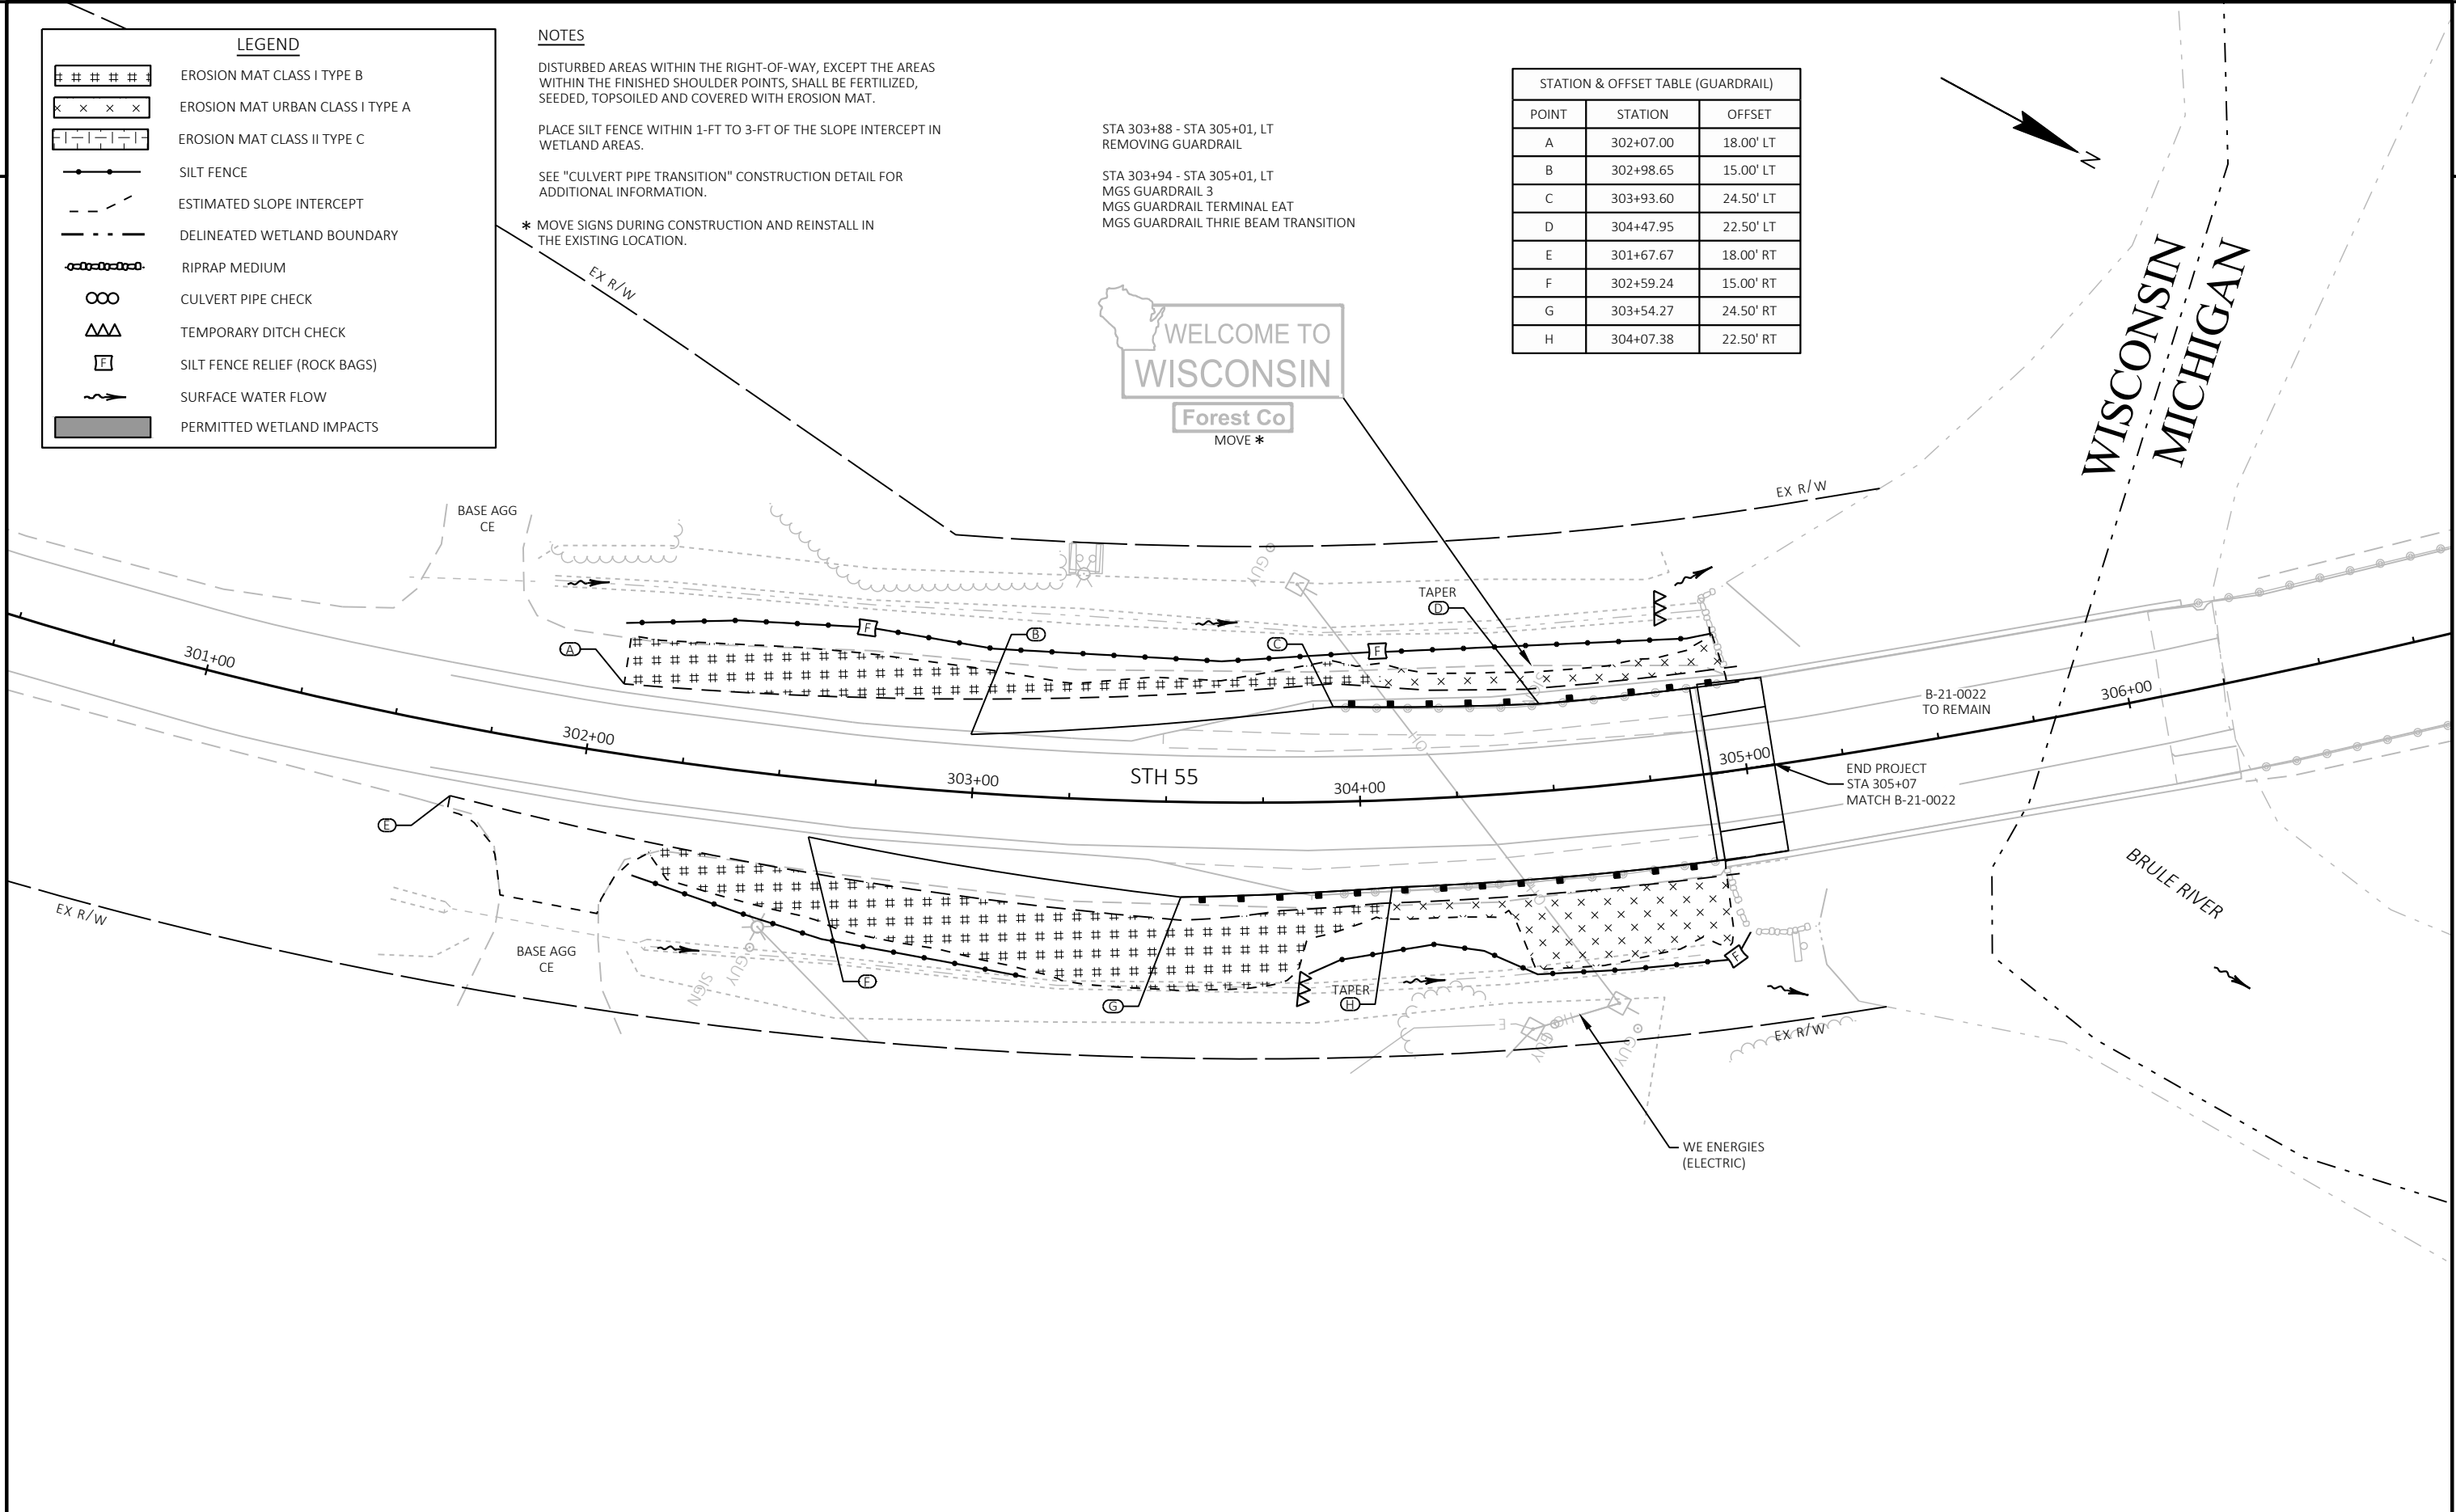 LEGEND
EROSION MAT CLASS I TYPE B
EROSION MAT URBAN CLASS I TYPE A
EROSION MAT CLASS II TYPE C
SILT FENCE
ESTIMATED SLOPE INTERCEPT
DELINEATED WETLAND BOUNDARY
RIPRAP MEDIUM
CULVERT PIPE CHECK
TEMPORARY DITCH CHECK
F
SILT FENCE RELIEF (ROCK BAGS)
SURFACE WATER FLOW
PERMITTED WETLAND IMPACTS
NOTES
DISTURBED AREAS WITHIN THE RIGHT-OF-WAY, EXCEPT THE AREAS
WITHIN THE FINISHED SHOULDER POINTS, SHALL BE FERTILIZED,
SEEDED, TOPSOILED AND COVERED WITH EROSION MAT.
PLACE SILT FENCE WITHIN 1-FT TO 3-FT OF THE SLOPE INTERCEPT IN
WETLAND AREAS.
SEE "CULVERT PIPE TRANSITION" CONSTRUCTION DETAIL FOR
ADDITIONAL INFORMATION.
* MOVE SIGNS DURING CONSTRUCTION AND REINSTALL IN
THE EXISTING LOCATION.
STA 303+88 - STA 305+01, LT
REMOVING GUARDRAIL
STA 303+94 - STA 305+01, LT
MGS GUARDRAIL 3
MGS GUARDRAIL TERMINAL EAT
MGS GUARDRAIL THRIE BEAM TRANSITION
STATION & OFFSET TABLE (GUARDRAIL)
POINT STATION OFFSET
A 302+07.00 18.00' LT
B 302+98.65 15.00' LT
C 303+93.60 24.50' LT
D 304+47.95 22.50' LT
E 301+67.67 18.00' RT
F 302+59.24 15.00' RT
G 303+54.27 24.50' RT
H 304+07.38 22.50' RT
N
WISCONSIN
MICHIGAN
EX R/W
WELCOME TO
WISCONSIN
Forest Co
MOVE *
EX R/W
BASE AGG
CE
GUY
TAPER
D
F
B
A
C
F
301+00
302+00
303+00
STH 55
304+00
305+00
306+00
HO
B-21-0022
TO REMAIN
END PROJECT
STA 305+07
MATCH B-21-0022
E
EX R/W
BASE AGG
CE
SIGN
GUY
F
G
TAPER
H
F
E
HO
GUY
GUY
EX R/W
BRULE RIVER
WE ENERGIES
(ELECTRIC)